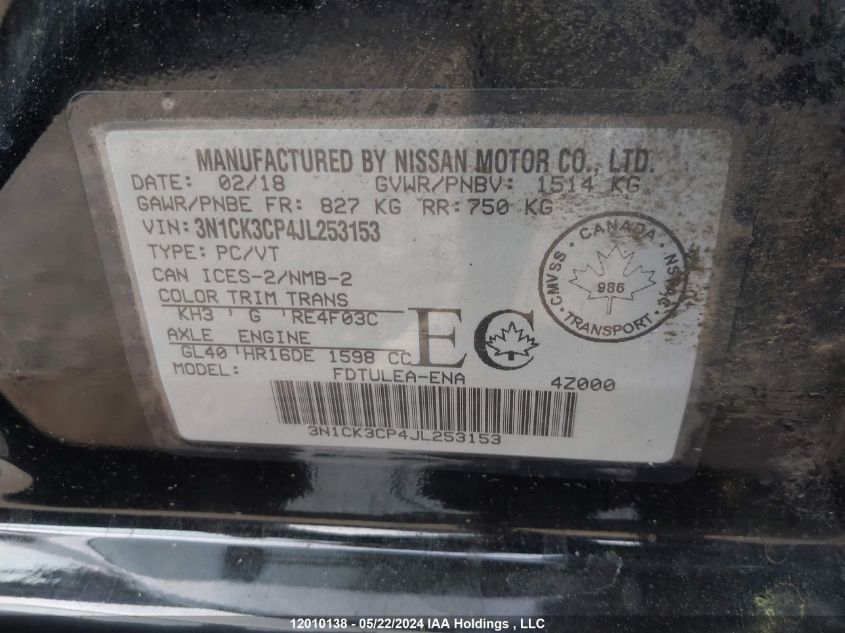 MANUFACTURED BY NISSAN MOTOR CO., LTD.
DATE: 02/18 GVWR/PNBV: 1514 KG
GAWR/PNBE FR: 827 KG RR: 750 KG
VIN: 3N1CK3CP4JL253153
TYPE: PC/VT
CAN ICES-2/NMB-2
COLOR TRIM TRANS
KH3 ' G 'RE4F03C
AXLE ENGINE
GL40 'HR16DE 1598 CC
MODEL: FDTULEA-ENA 4Z000
3N1CK3CP4JL253153
EC
CANADA
CMVSS · NSVAC
986
· TRANSPORT ·
12010138 - 05/22/2024 IAA Holdings , LLC